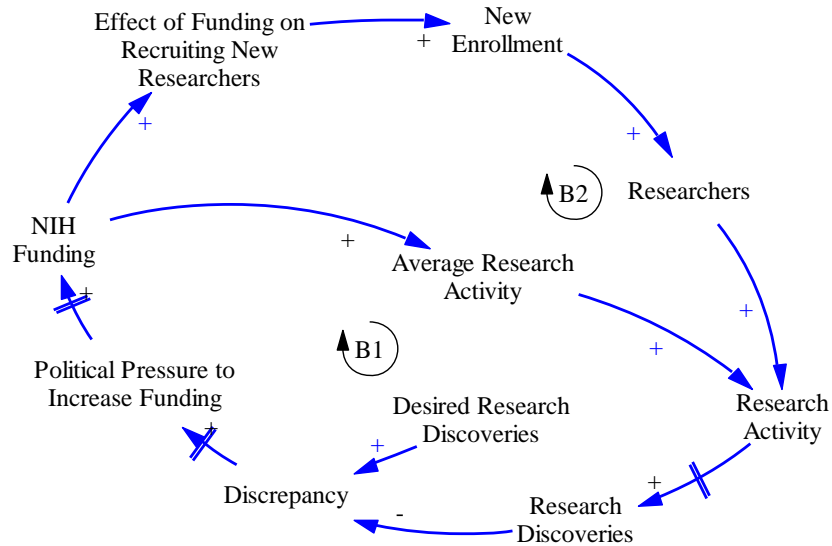 Effect of Funding on
Recruiting New
Researchers
+
New
Enrollment
+
+
Researchers
B2
NIH
Funding
+
Average Research
Activity
+
+
+
B1
Political Pressure to
Increase Funding
+
Desired Research
Discoveries
+
Research
Activity
Discrepancy
+
Research
Discoveries
-